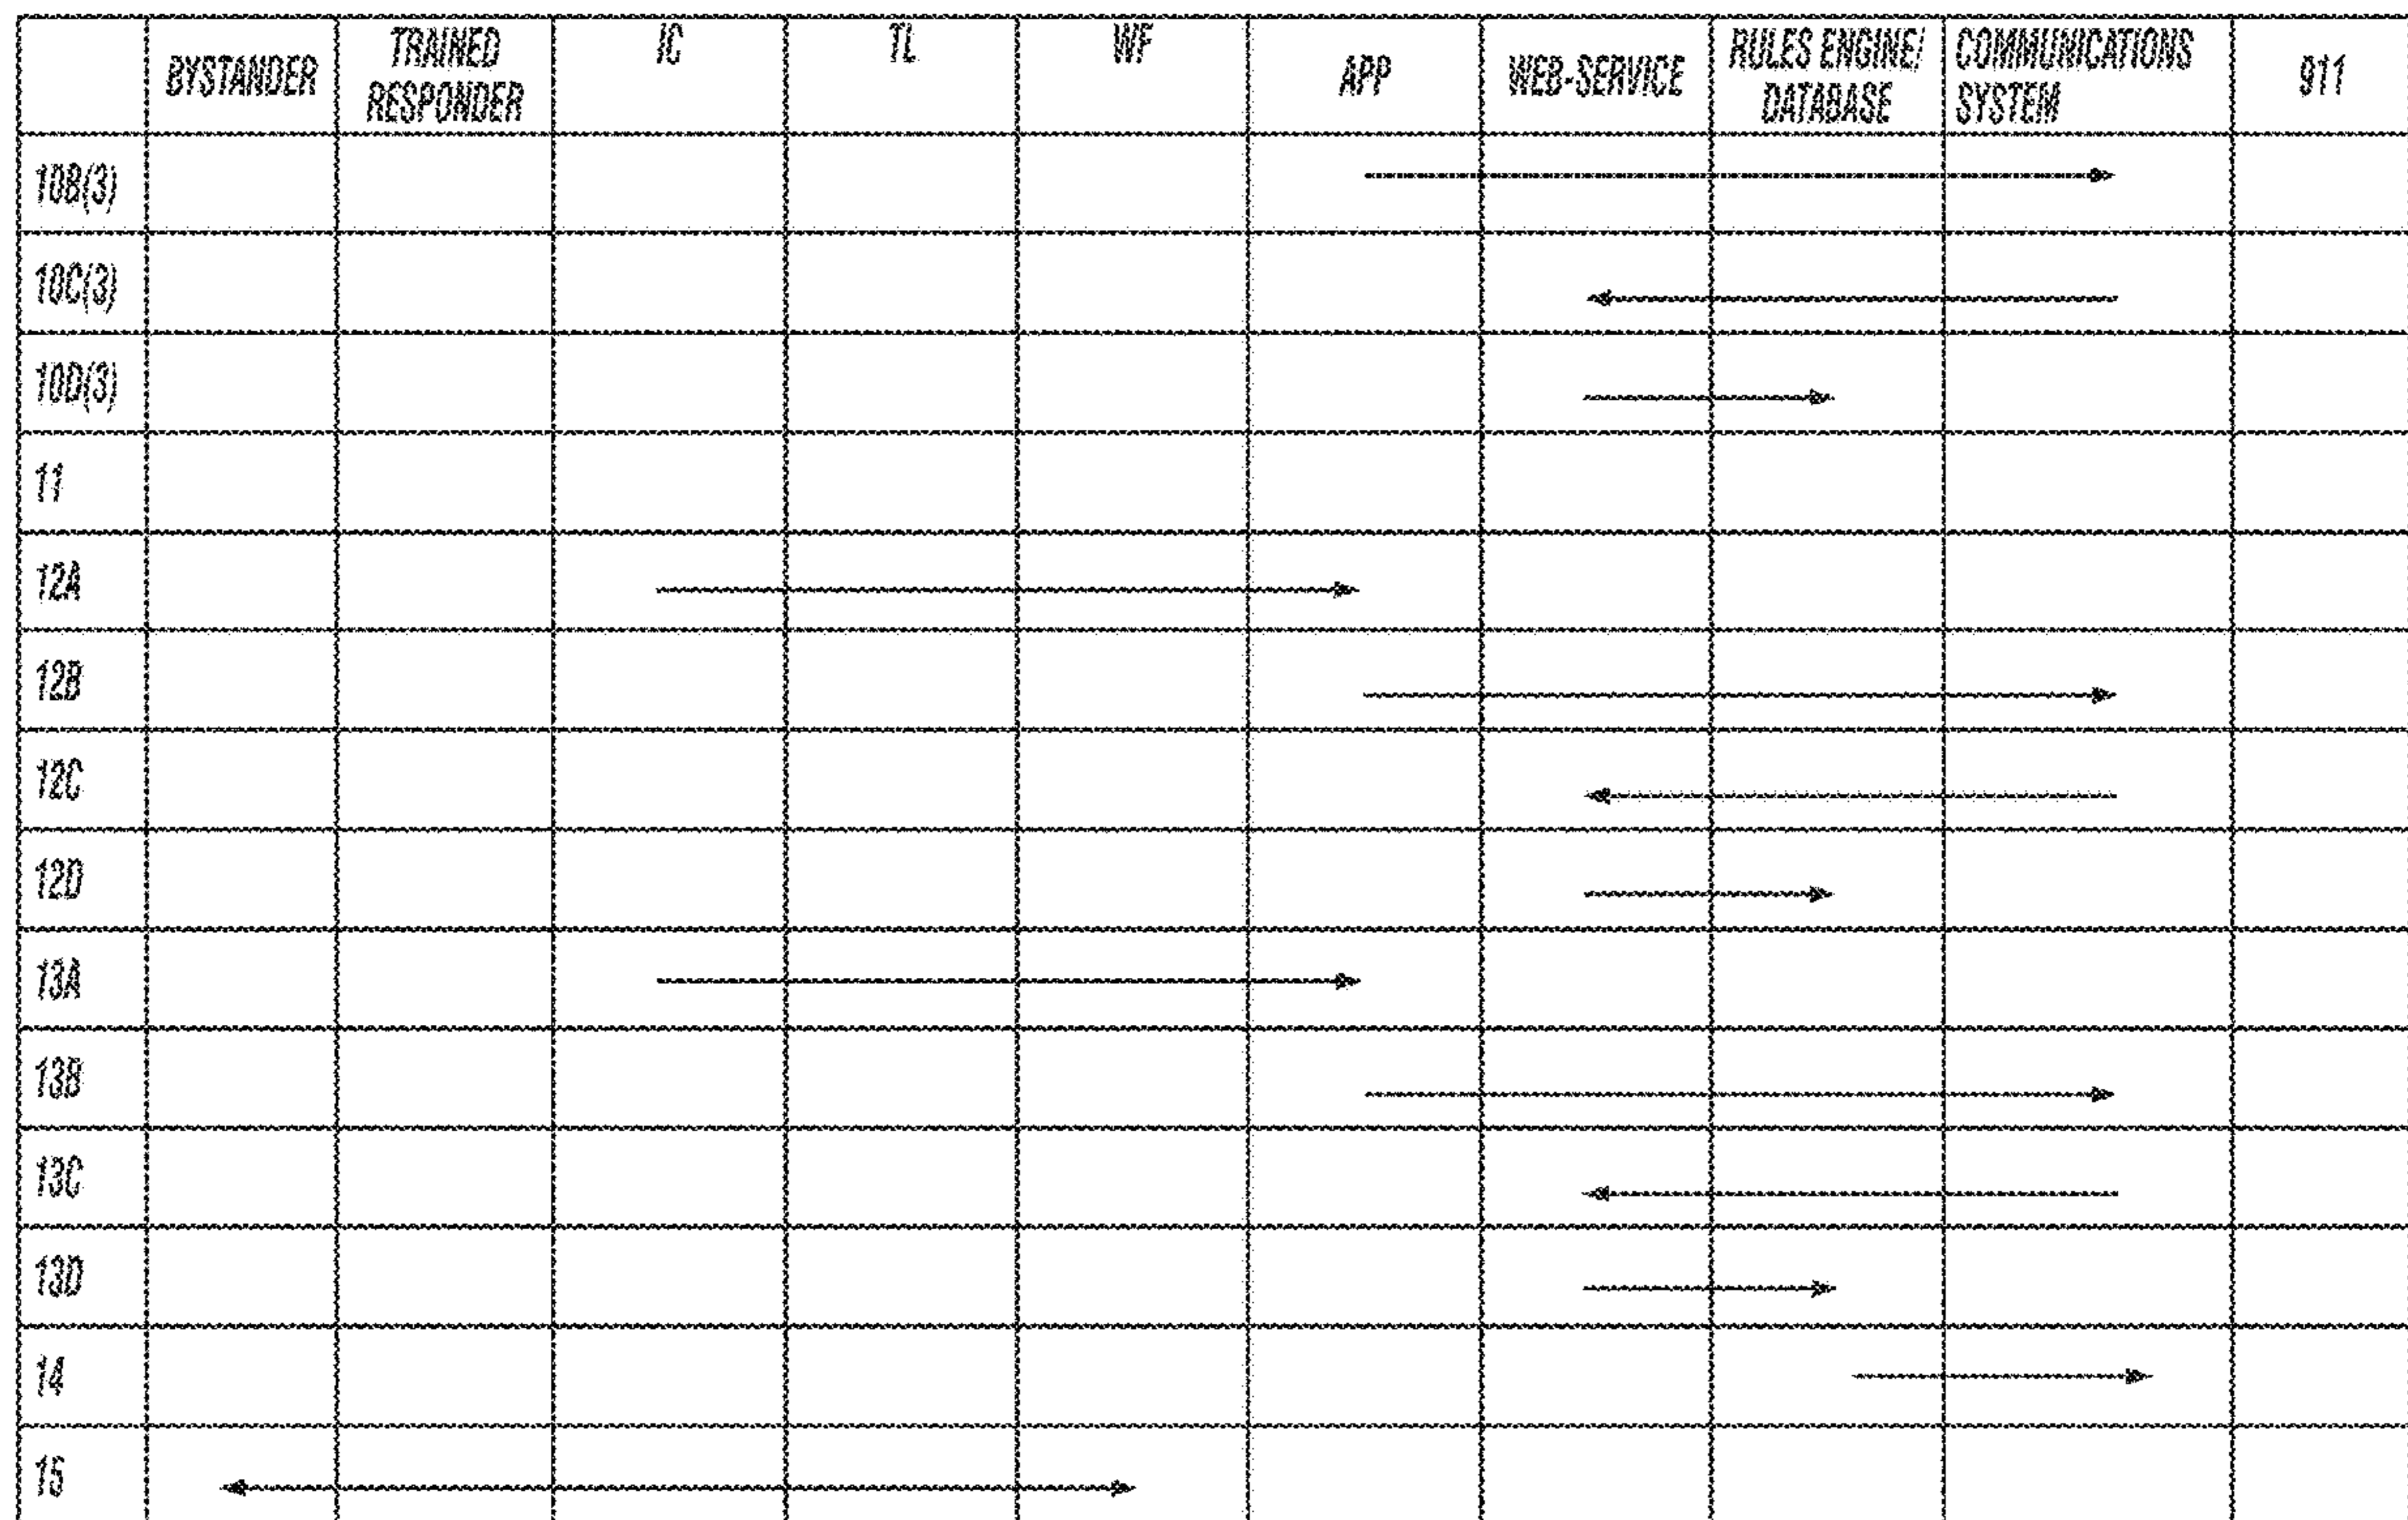 BYSTANDER
TRAINED
RESPONDER
IC
TL
WF
APP
WEB-SERVICE
RULES ENGINE/
DATABASE
COMMUNICATIONS
SYSTEM
911
10B(3)
10C(3)
10D(3)
11
12A
12B
12C
12D
13A
13B
13C
13D
14
15